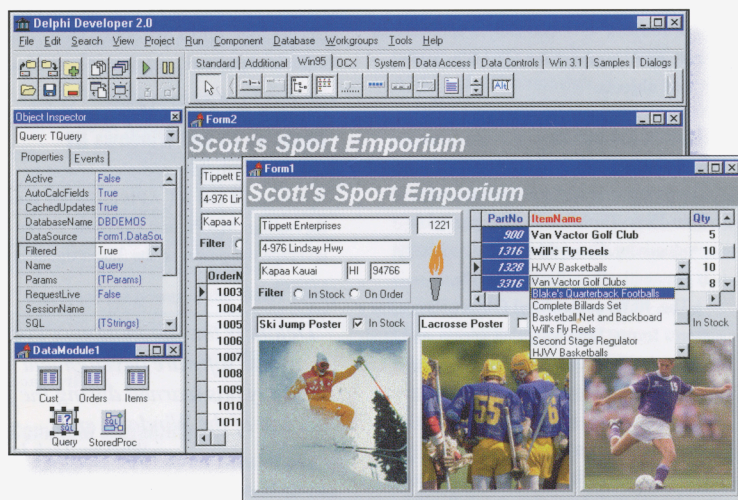 Delphi Developer 2.0
File Edit Search View Project Run Component Database Workgroups Tools Help
Standard Additional Win95 OCX System Data Access Data Controls Win 3.1 Samples Dialogs
Object Inspector
Query: TQuery
Properties Events
Active False
AutoCalcFields True
CachedUpdates True
DatabaseName DBDEMOS
DataSource Form1.DataSou
Filtered True
Name Query
Params (TParams)
RequestLive False
SessionName
SQL (TStrings)
DataModule1
Cust Orders Items
SQL
Query StoredProc
Form2
Scott's Sport Emporium
Tippett E
4-976 Lin
Kapaa K
Filter
OrderN
1003
1004
1005
1006
1007
1008
1009
1010
1011
Form1
Scott's Sport Emporium
Tippett Enterprises 1221
4-976 Lindsay Hwy
Kapaa Kauai HI 94766
Filter In Stock On Order
PartNo ItemName Qty
900 Van Vactor Golf Club 5
1316 Will's Fly Reels 10
1328 HJVV Basketballs 10
3316 Van Vactor Golf Clubs 8
Blake's Quarterback Footballs
Complete Billards Set
Basketball Net and Backboard
Will's Fly Reels
Second Stage Regulator
HJVV Basketballs
Ski Jump Poster In Stock
Lacrosse Poster
In Stock
55
6
15